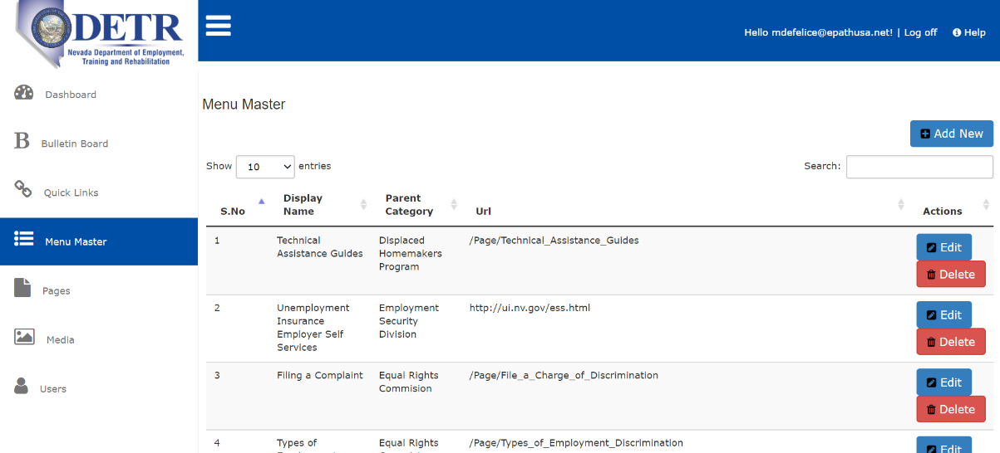 DETR
Nevada Department of Employment,
Training and Rehabilitation
Hello mdefelice@epathusa.net! | Log off Help
Dashboard
B Bulletin Board
Quick Links
Menu Master
Pages
Media
Users
Menu Master
Add New
Show 10 entries Search:
S.No Display Name Parent Category Url Actions
1 Technical Displaced /Page/Technical_Assistance_Guides Edit
Assistance Guides Homemakers
Program Delete
2 Unemployment Employment http://ui.nv.gov/ess.html Edit
Insurance Security
Employer Self Division Delete
Services
3 Filing a Complaint Equal Rights /Page/File_a_Charge_of_Discrimination Edit
Commision
Delete
4 Types of Equal Rights /Page/Types_of_Employment_Discrimination Edit